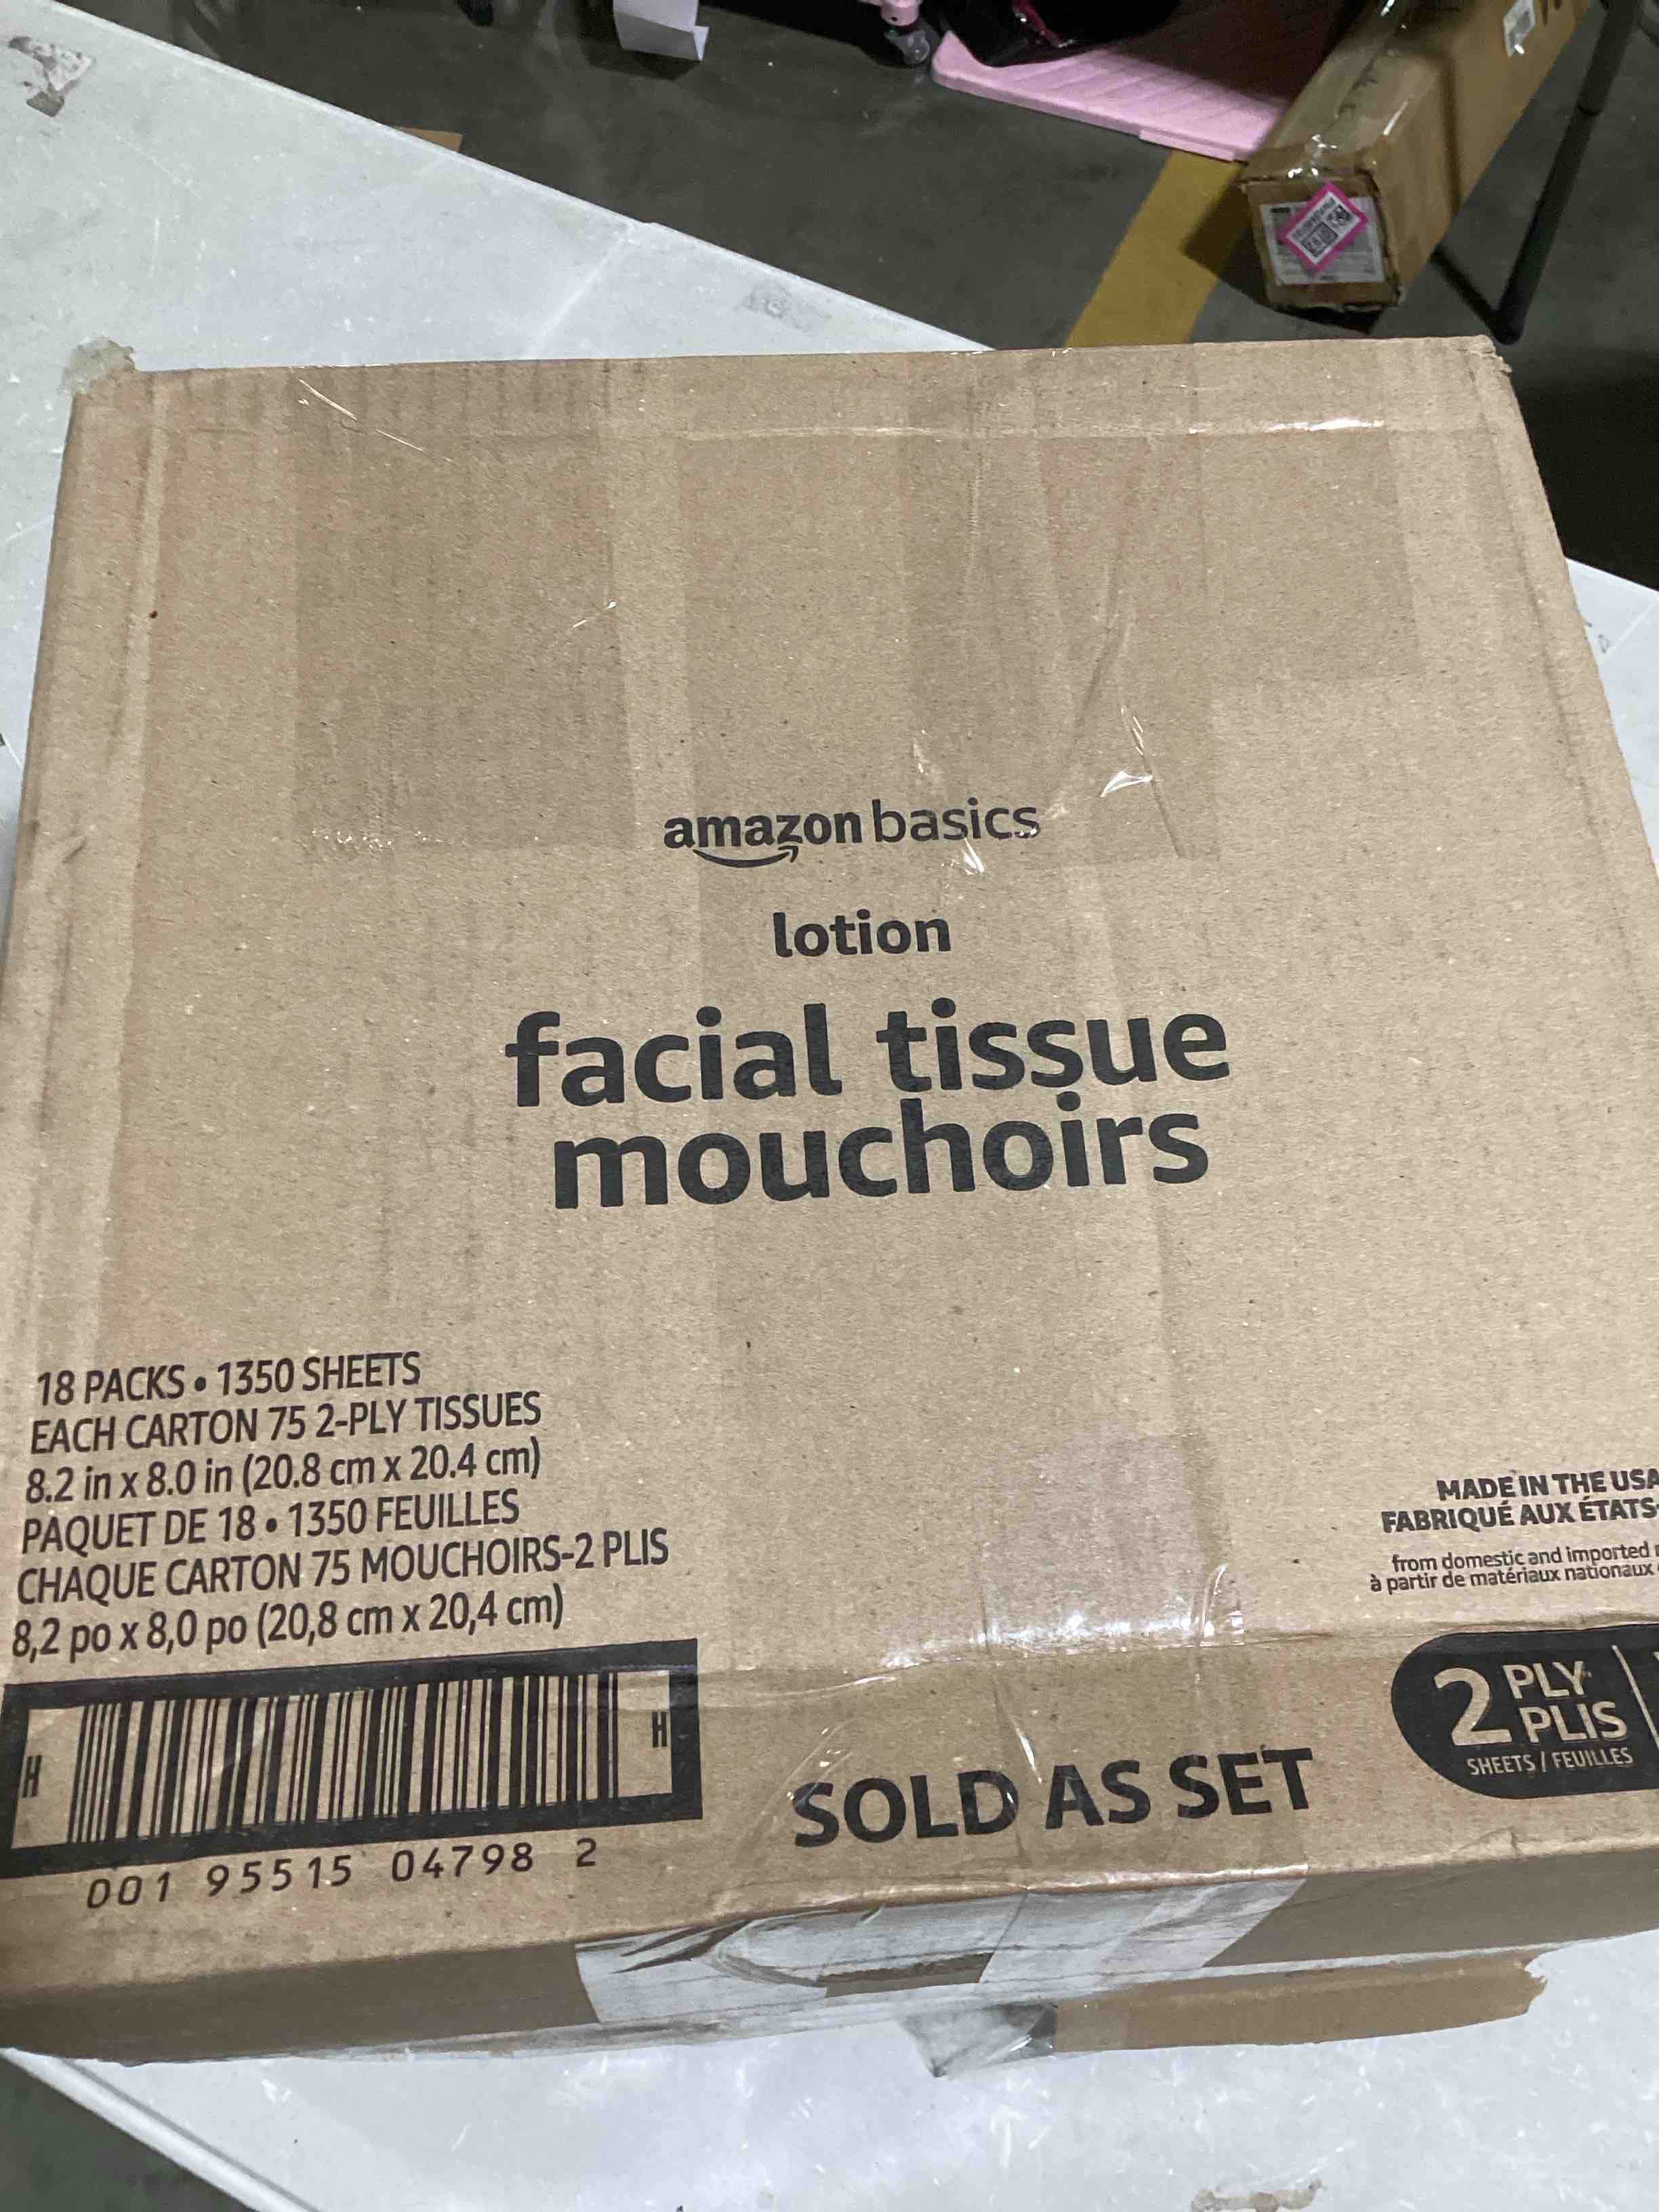 amazon basics
lotion
facial tissue
mouchoirs
18 PACKS • 1350 SHEETS
EACH CARTON 75 2-PLY TISSUES
8.2 in x 8.0 in (20.8 cm x 20.4 cm)
PAQUET DE 18 • 1350 FEUILLES
CHAQUE CARTON 75 MOUCHOIRS-2 PLIS
8,2 po x 8,0 po (20,8 cm x 20,4 cm)
MADE IN THE USA
FABRIQUÉ AUX ÉTATS-
from domestic and imported
à partir de matériaux nationaux
H H
001 95515 04798 2
SOLD AS SET
2 PLY
PLIS
SHEETS / FEUILLES